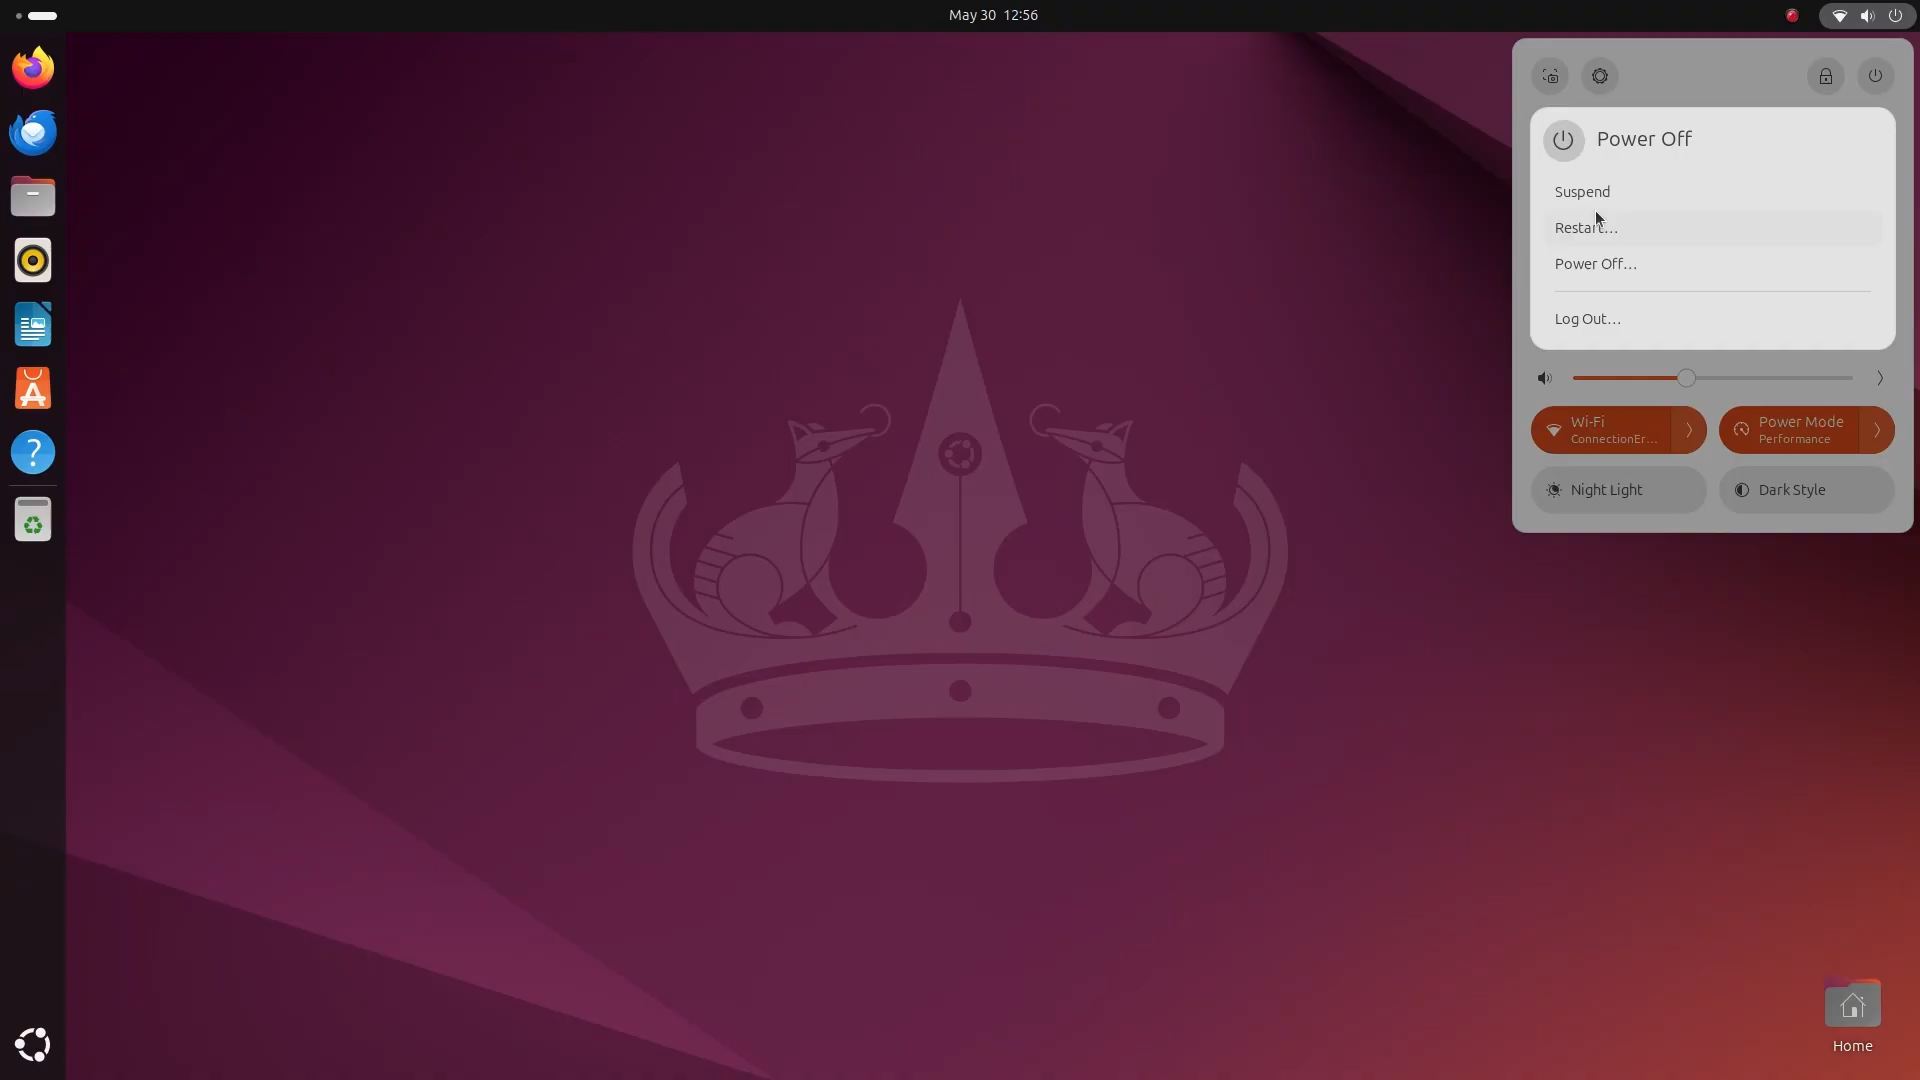 May 30 12:56
Power Off
Suspend
Restart...
Power Off...
Log Out...
Wi-Fi
ConnectionEr...
Power Mode
Performance
Night Light
Dark Style
Home